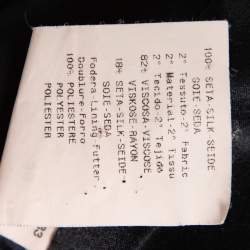 100% SETA-SILK SEIDE
SOIE-SEDA
2° Tessuto-2° Fabric
2° Material-2° Tissu
2° Tecido-2° Tejido
82% VISCOSA-VISCOSE,
VISKOSE-RAYON
18% SETA-SILK-SEIDE
SOIE-SEDA
Fodera-Lining-Futter
Doublure-Forro
100% POLIESTERE
POLYESTER
POLIESTER